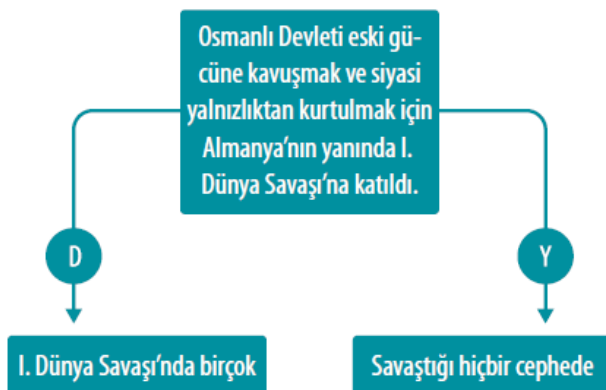 Osmanlı Devleti eski gü-
cüne kavuşmak ve siyasi
yalnızlıktan kurtulmak için
Almanya'nın yanında I.
Dünya Savaşı'na katıldı.
D
Y
I. Dünya Savaşı'nda birçok
Savaştığı hiçbir cephede